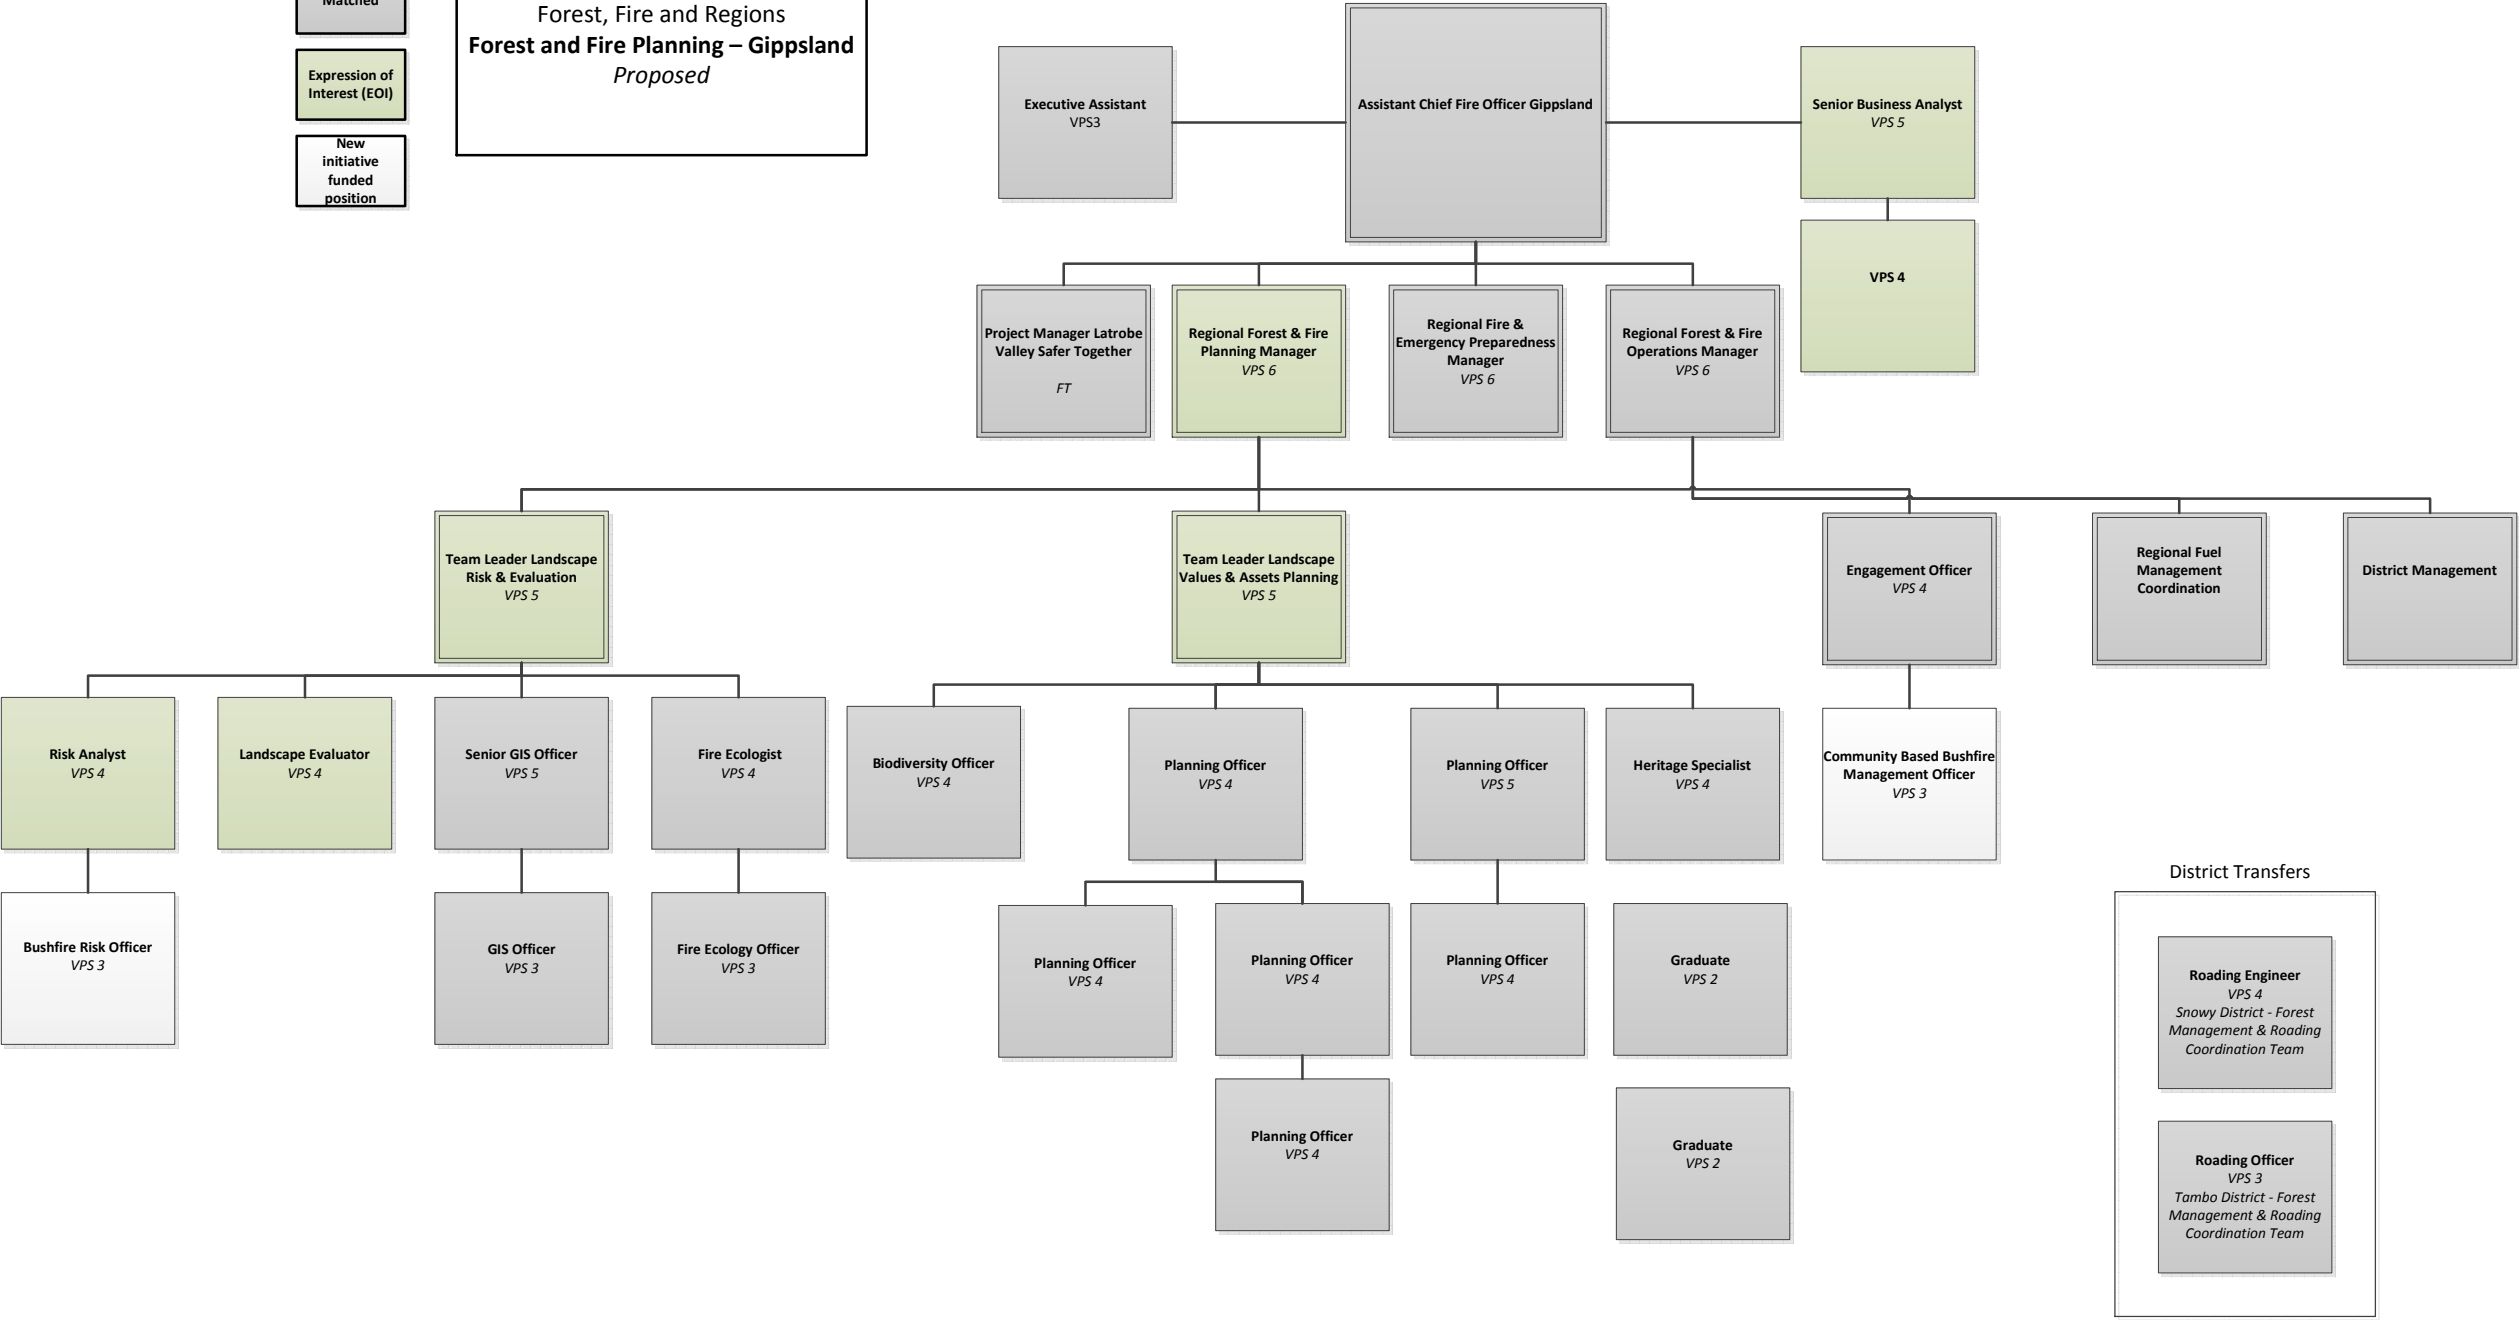 Matched
Expression of
Interest (EOI)
New
initiative
funded
position
Forest, Fire and Regions
Forest and Fire Planning – Gippsland
Proposed
Executive Assistant
VPS3
Assistant Chief Fire Officer Gippsland
Senior Business Analyst
VPS 5
VPS 4
Project Manager Latrobe
Valley Safer Together
FT
Regional Forest & Fire
Planning Manager
VPS 6
Regional Fire &
Emergency Preparedness
Manager
VPS 6
Regional Forest & Fire
Operations Manager
VPS 6
Team Leader Landscape
Risk & Evaluation
VPS 5
Team Leader Landscape
Values & Assets Planning
VPS 5
Engagement Officer
VPS 4
Regional Fuel
Management
Coordination
District Management
Risk Analyst
VPS 4
Landscape Evaluator
VPS 4
Senior GIS Officer
VPS 5
Fire Ecologist
VPS 4
Biodiversity Officer
VPS 4
Planning Officer
VPS 4
Planning Officer
VPS 5
Heritage Specialist
VPS 4
Community Based Bushfire
Management Officer
VPS 3
Bushfire Risk Officer
VPS 3
GIS Officer
VPS 3
Fire Ecology Officer
VPS 3
Planning Officer
VPS 4
Planning Officer
VPS 4
Planning Officer
VPS 4
Graduate
VPS 2
Planning Officer
VPS 4
Graduate
VPS 2
District Transfers
Roading Engineer
VPS 4
Snowy District - Forest
Management & Roading
Coordination Team
Roading Officer
VPS 3
Tambo District - Forest
Management & Roading
Coordination Team